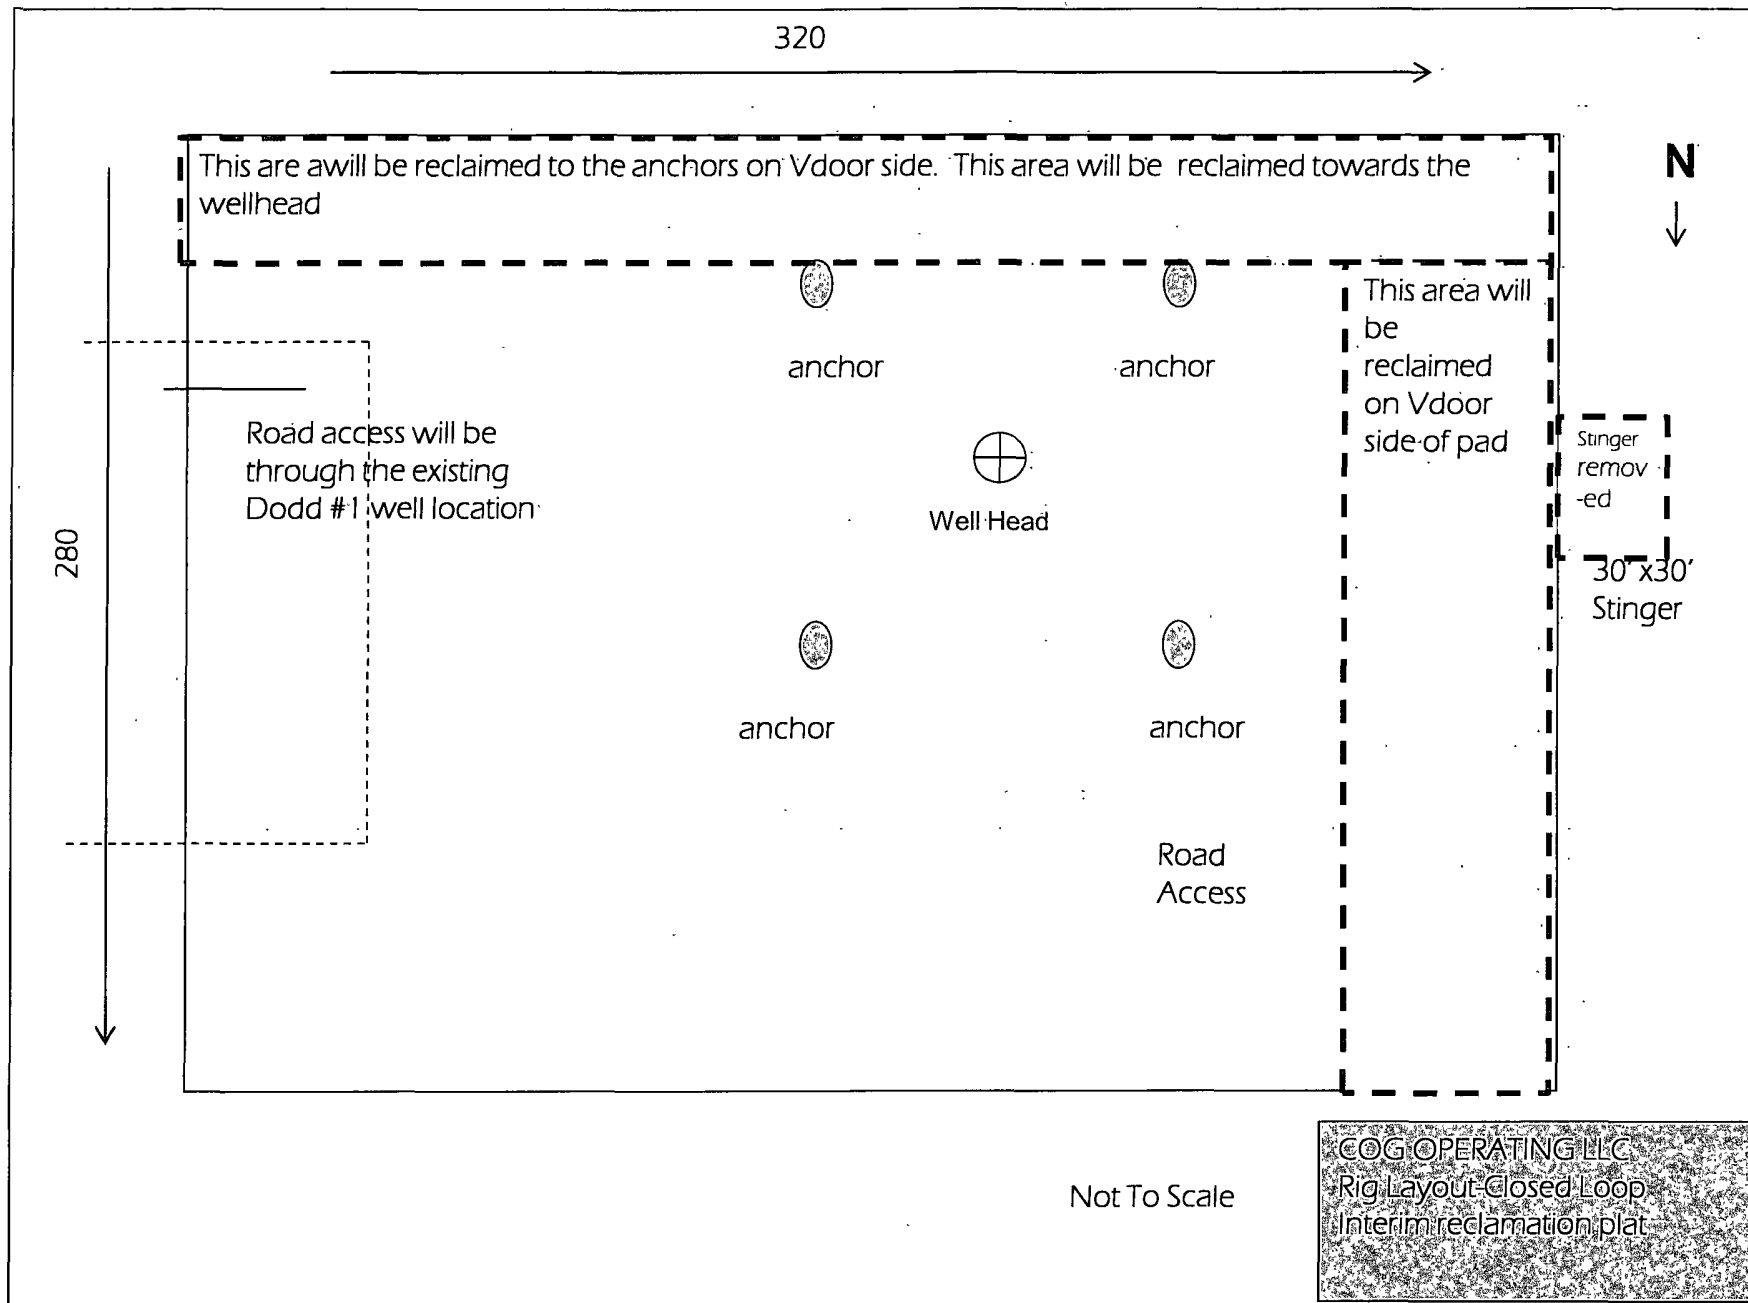 320
This are awill be reclaimed to the anchors on Vdoor side. This area will be reclaimed towards the
wellhead
N
This area will
be
reclaimed
on Vdoor
side of pad
anchor
anchor
Road access will be
through the existing
Dodd #1 well location
Well Head
Stinger
remov
-ed
30'x30'
Stinger
280
anchor
anchor
Road
Access
Not To Scale
COG OPERATING LLC
Rig Layout-Closed Loop
Interim reclamation plat